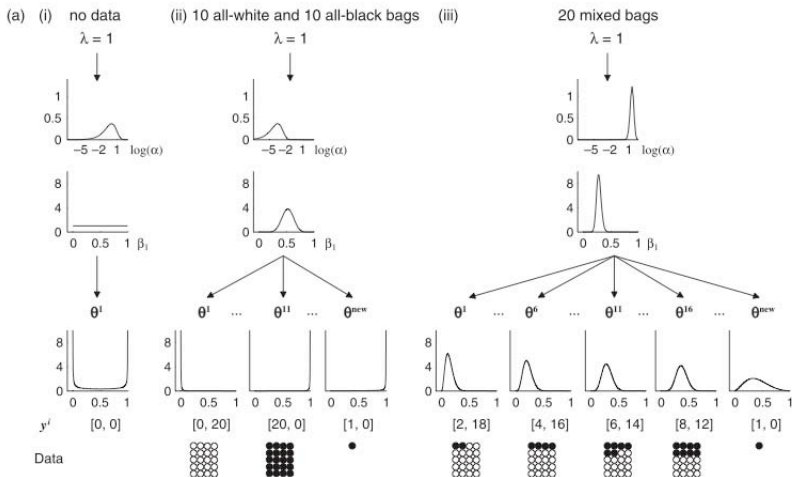 (a) (i) no data (ii) 10 all-white and 10 all-black bags (iii) 20 mixed bags
λ = 1 λ = 1 λ = 1
1 1 1
0.5 0.5 0.5
0 0 0
−5 −2 1 log(α) −5 −2 1 log(α) −5 −2 1 log(α)
8 8 8
4 4 4
0 0 0
0 0.5 1 β1 0 0.5 1 β1 0 0.5 1 β1
θ1 θ1 ... θ11 ... θnew θ1 ... θ6 ... θ11 ... θ16 ... θnew
8 8 8
4 4 4
0 0 0
0 0.5 1 0 0.5 1 0 0.5 1 0 0.5 1 0 0.5 1 0 0.5 1 0 0.5 1 0 0.5 1 0 0.5 1
yi [0, 0] [0, 20] [20, 0] [1, 0] [2, 18] [4, 16] [6, 14] [8, 12] [1, 0]
Data